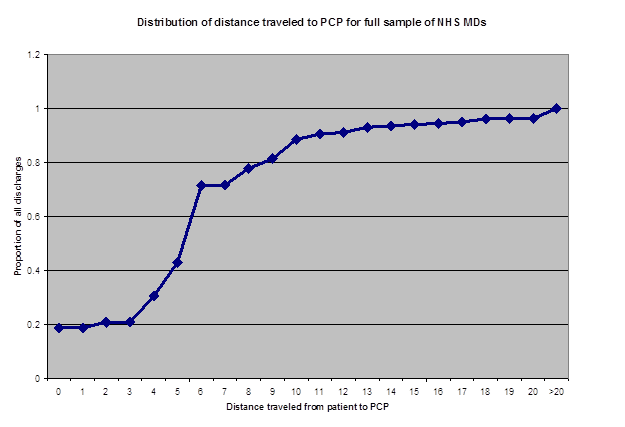 Distribution of distance traveled to PCP for full sample of NHS MDs
1.2
1
0.8
0.6
0.4
0.2
0
Proportion of all discharges
0 1 2 3 4 5 6 7 8 9 10 11 12 13 14 15 16 17 18 19 20 >20
Distance traveled from patient to PCP